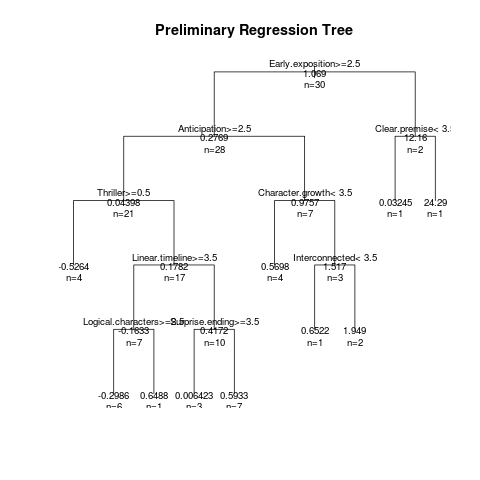 Preliminary Regression Tree
Early.exposition>=2.5
1.069
n=30
Anticipation>=2.5
0.2769
n=28
Clear.premise< 3.
12.16
n=2
Thriller>=0.5
0.04398
n=21
Character.growth< 3.5
0.9757
n=7
0.03245
n=1
24.29
n=1
-0.5264
n=4
Linear.timeline>=3.5
0.1782
n=17
0.5698
n=4
Interconnected< 3.5
1.517
n=3
Logical.characters>=
-0.1633
n=7
Surprise.ending>=3.5
0.4172
n=10
0.6522
n=1
1.949
n=2
-0.2986
n=6
0.6488
n=1
0.006423
n=3
0.5933
n=7